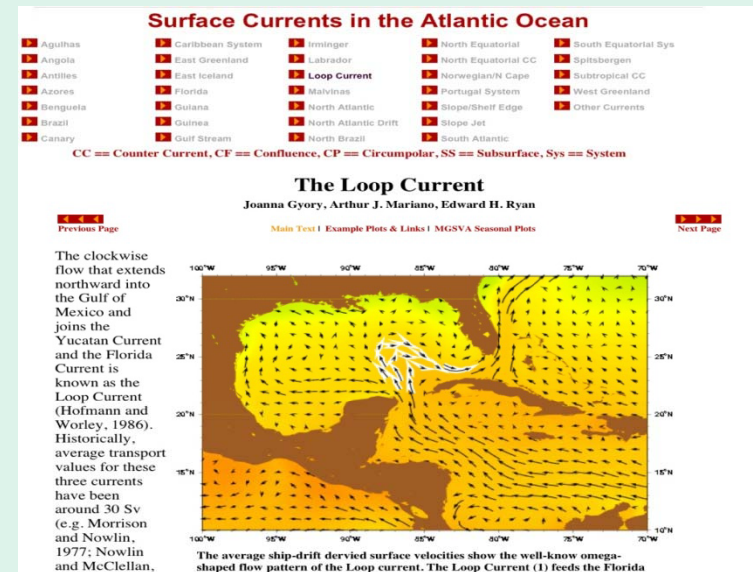 Surface Currents in the Atlantic Ocean
Agulhas Caribbean System Irminger North Equatorial South Equatorial Sys
Angola East Greenland Labrador North Equatorial CC Spitsbergen
Antilles East Iceland Loop Current Norwegian/N Cape Subtropical CC
Azores Florida Malvinas Portugal System West Greenland
Benguela Guiana North Atlantic Slope/Shelf Edge Other Currents
Brazil Guinea North Atlantic Drift Slope Jet
Canary Gulf Stream North Brazil South Atlantic
CC == Counter Current, CF == Confluence, CP == Circumpolar, SS == Subsurface, Sys == System
The Loop Current
Joanna Gyory, Arthur J. Mariano, Edward H. Ryan
Previous Page Main Text | Example Plots & Links | MGSVA Seasonal Plots Next Page
The clockwise
flow that extends
northward into
the Gulf of
Mexico and
joins the
Yucatan Current
and the Florida
Current is
known as the
Loop Current
(Hofmann and
Worley, 1986).
Historically,
average transport
values for these
three currents
have been
around 30 Sv
(e.g. Morrison
and Nowlin,
1977; Nowlin
and McClellan,
100°W 95°W 90°W 85°W 80°W 75°W 70°W
30°N 30°N
25°N 25°N
20°N 20°N
15°N 15°N
10°N
100°W 95°W 90°W 85°W 80°W 75°W 70°W
The average ship-drift dervied surface velocities show the well-know omega-
shaped flow pattern of the Loop current. The Loop Current (1) feeds the Florida